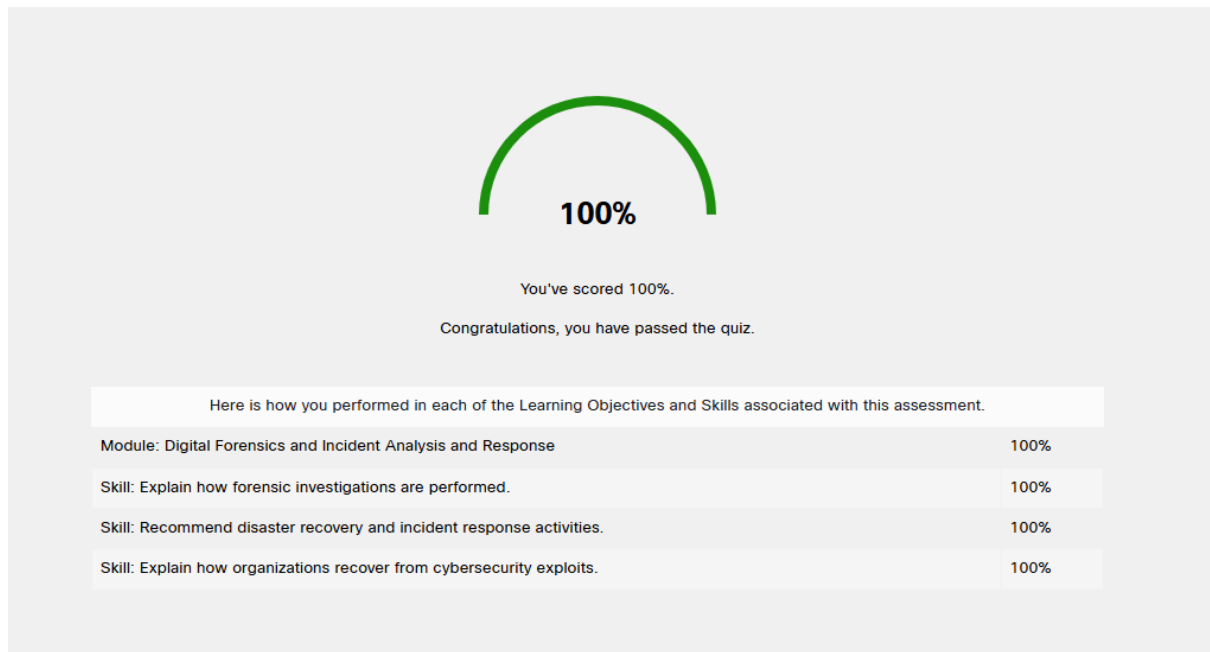 100%
You've scored 100%.
Congratulations, you have passed the quiz.
Here is how you performed in each of the Learning Objectives and Skills associated with this assessment.
Module: Digital Forensics and Incident Analysis and Response 100%
Skill: Explain how forensic investigations are performed. 100%
Skill: Recommend disaster recovery and incident response activities. 100%
Skill: Explain how organizations recover from cybersecurity exploits. 100%